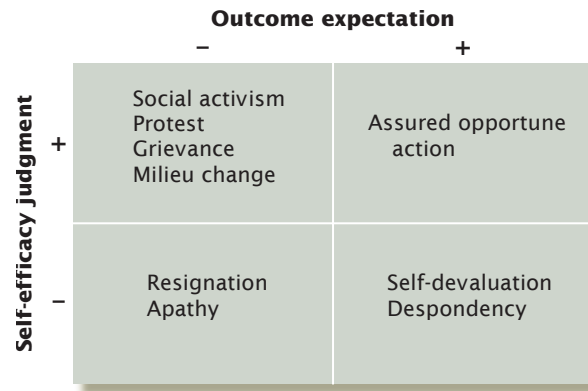 Outcome expectation
– +
Self-efficacy judgment
+
Social activism
Protest
Grievance
Milieu change
Assured opportune
action
–
Resignation
Apathy
Self-devaluation
Despondency